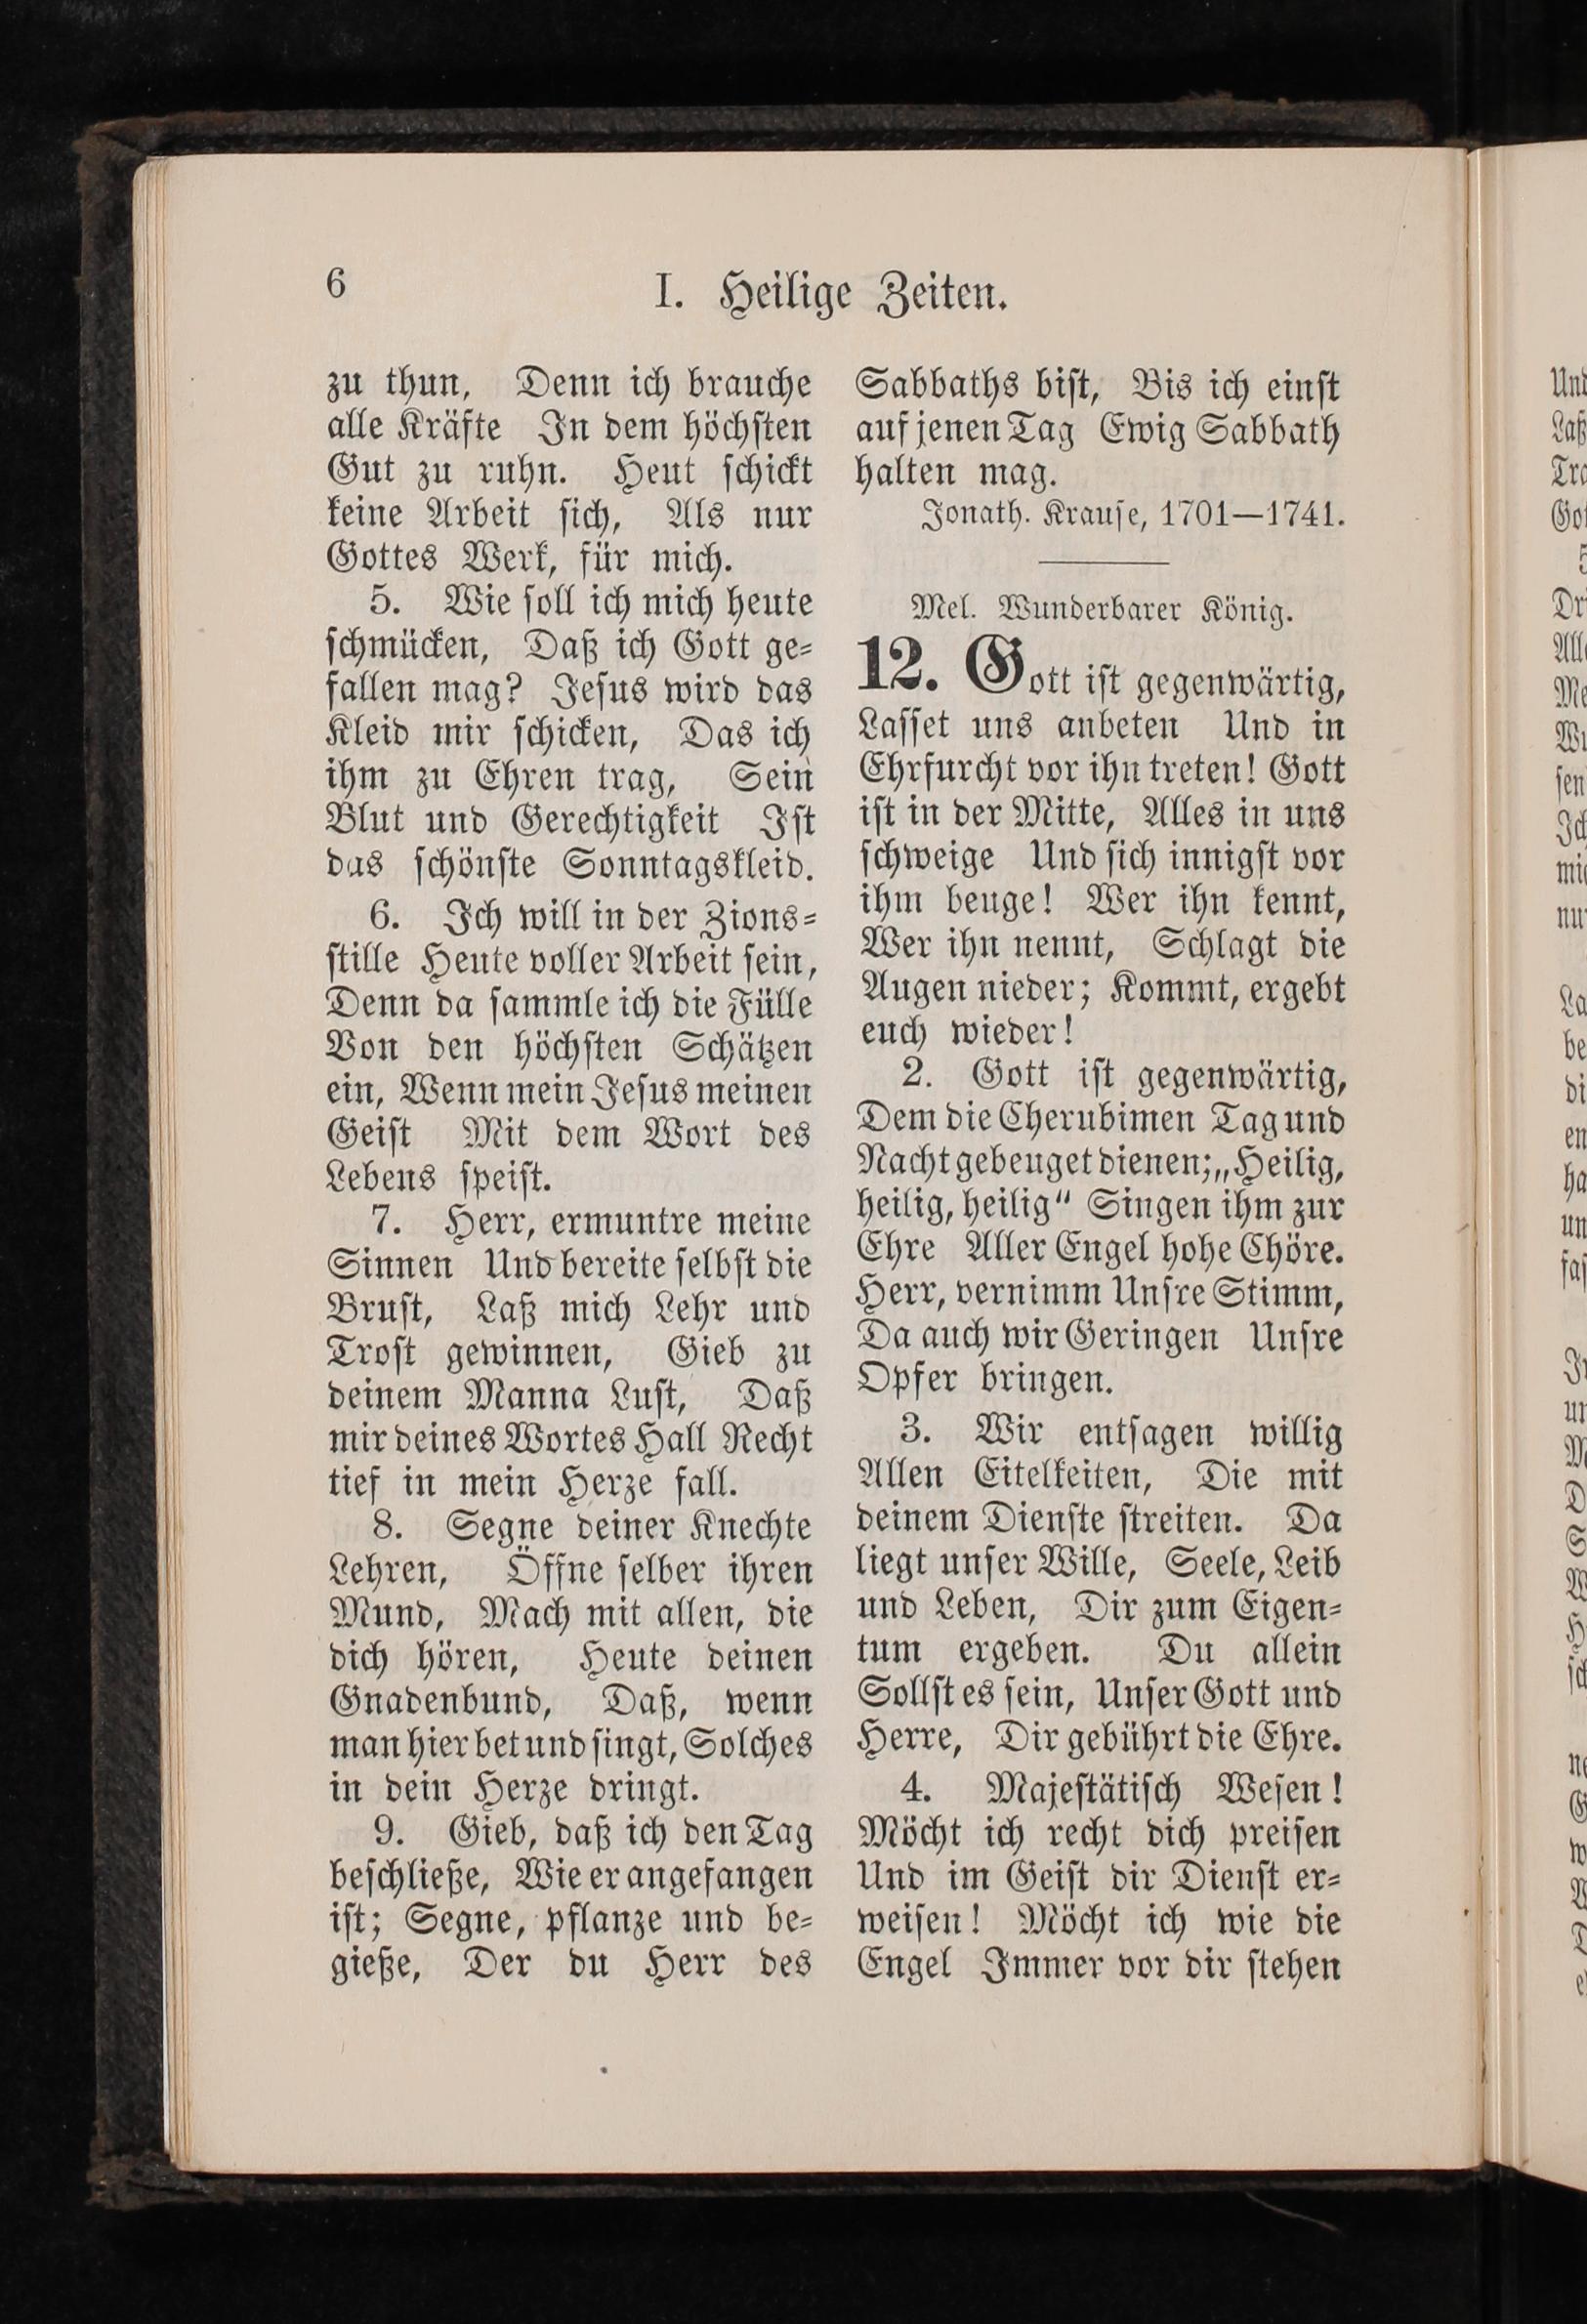 6
I. Heilige Zeiten.
zu thun, Denn ich brauche
alle Kräfte In dem höchsten
Gut zu ruhn. Heut schickt
keine Arbeit sich, Als nur
Gottes Werk, für mich.
5. Wie soll ich mich heute
schmücken, Daß ich Gott ge-
fallen mag? Jesus wird das
Kleid mir schicken, Das ich
ihm zu Ehren trag, Sein
Blut und Gerechtigkeit Ist
das schönste Sonntagskleid.
6. Ich will in der Zions-
stille Heute voller Arbeit sein,
Denn da sammle ich die Fülle
Von den höchsten Schätzen
ein, Wenn mein Jesus meinen
Geist Mit dem Wort des
Lebens speist.
7. Herr, ermuntre meine
Sinnen Und bereite selbst die
Brust, Laß mich Lehr und
Trost gewinnen, Gieb zu
deinem Manna Lust, Daß
mir deines Wortes Hall Recht
tief in mein Herze fall.
8. Segne deiner Knechte
Lehren, Öffne selber ihren
Mund, Mach mit allen, die
dich hören, Heute deinen
Gnadenbund, Daß, wenn
man hier bet und singt, Solches
in dein Herze dringt.
9. Gieb, daß ich den Tag
beschließe, Wie er angefangen
ist; Segne, pflanze und be-
gieße, Der du Herr des
Sabbaths bist, Bis ich einst
auf jenen Tag Ewig Sabbath
halten mag.
Jonath. Krause, 1701—1741.
Mel. Wunderbarer König.
12. Gott ist gegenwärtig,
Lasset uns anbeten Und in
Ehrfurcht vor ihn treten! Gott
ist in der Mitte, Alles in uns
schweige Und sich innigst vor
ihm beuge! Wer ihn kennt,
Wer ihn nennt, Schlagt die
Augen nieder; Kommt, ergebt
euch wieder!
2. Gott ist gegenwärtig,
Dem die Cherubimen Tag und
Nacht gebeuget dienen; „Heilig,
heilig, heilig“ Singen ihm zur
Ehre Aller Engel hohe Chöre.
Herr, vernimm Unsre Stimm,
Da auch wir Geringen Unsre
Opfer bringen.
3. Wir entsagen willig
Allen Eitelkeiten, Die mit
deinem Dienste streiten. Da
liegt unser Wille, Seele, Leib
und Leben, Dir zum Eigen-
tum ergeben. Du allein
Sollst es sein, Unser Gott und
Herre, Dir gebührt die Ehre.
4. Majestätisch Wesen!
Möcht ich recht dich preisen
Und im Geist dir Dienst er-
weisen! Möcht ich wie die
Engel Immer vor dir stehen